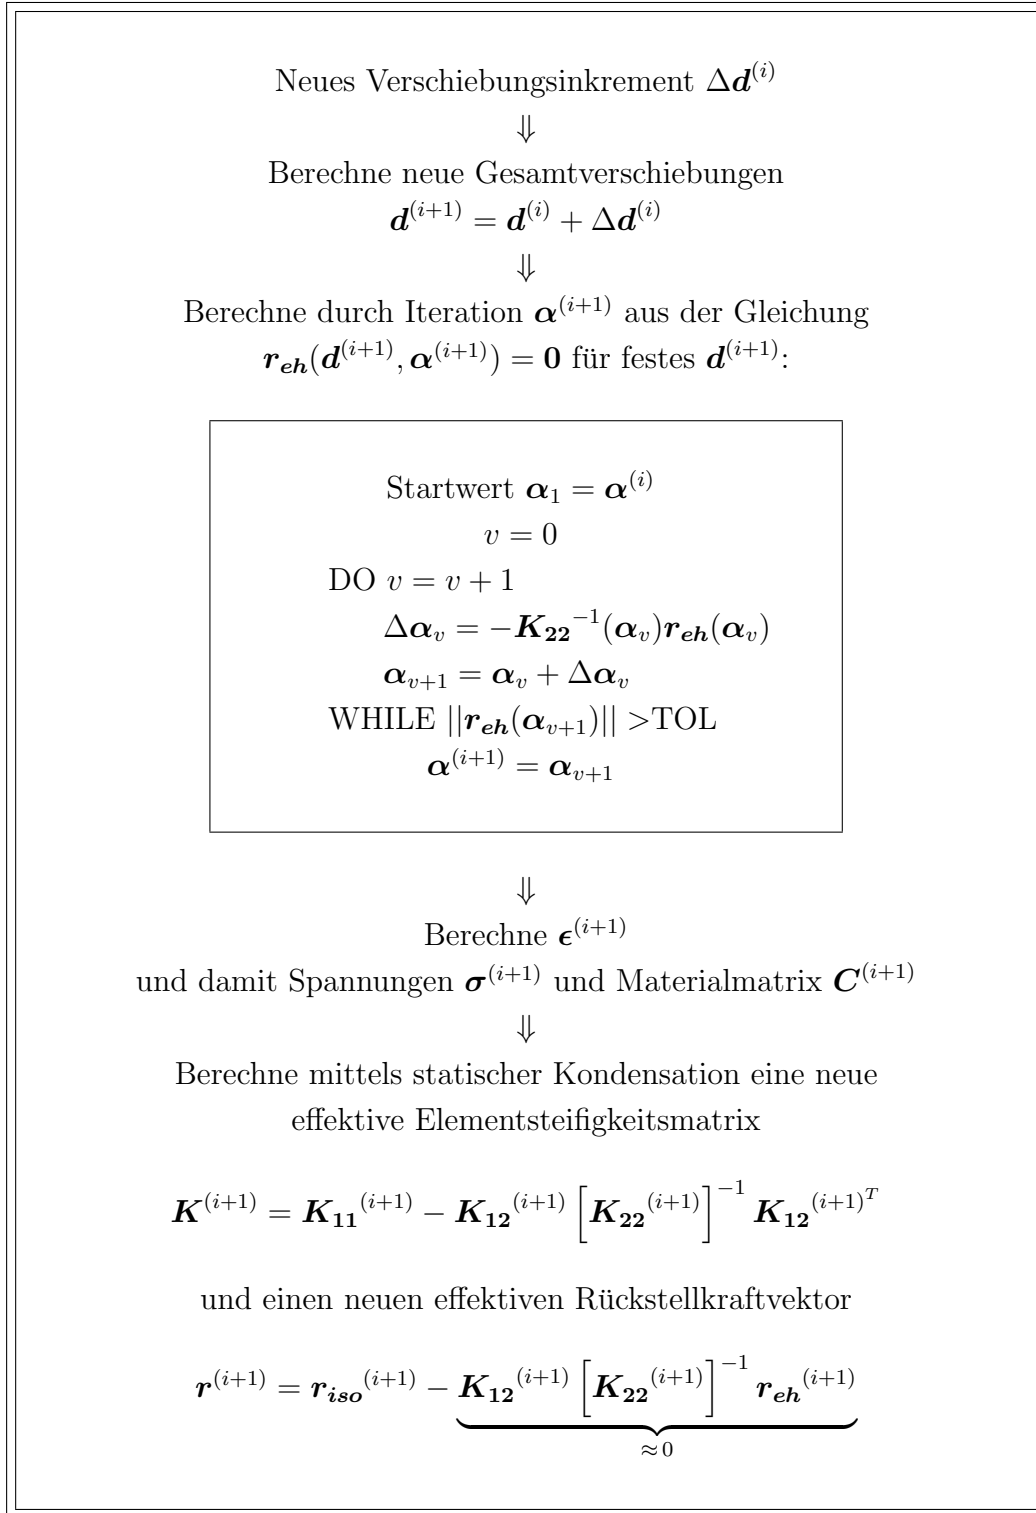 Neues Verschiebungsinkrement Δd^(i)
⇓
Berechne neue Gesamtverschiebungen
d^(i+1) = d^(i) + Δd^(i)
⇓
Berechne durch Iteration α^(i+1) aus der Gleichung
r_eh(d^(i+1), α^(i+1)) = 0 für festes d^(i+1):
Startwert α_1 = α^(i)
v = 0
DO v = v + 1
Δα_v = −K_22^−1(α_v)r_eh(α_v)
α_v+1 = α_v + Δα_v
WHILE ||r_eh(α_v+1)|| >TOL
α^(i+1) = α_v+1
⇓
Berechne ϵ^(i+1)
und damit Spannungen σ^(i+1) und Materialmatrix C^(i+1)
⇓
Berechne mittels statischer Kondensation eine neue
effektive Elementsteifigkeitsmatrix
K^(i+1) = K_11^(i+1) − K_12^(i+1) [K_22^(i+1)]^−1 K_12^(i+1)^T
und einen neuen effektiven Rückstellkraftvektor
r^(i+1) = r_iso^(i+1) − K_12^(i+1) [K_22^(i+1)]^−1 r_eh^(i+1)
≈ 0